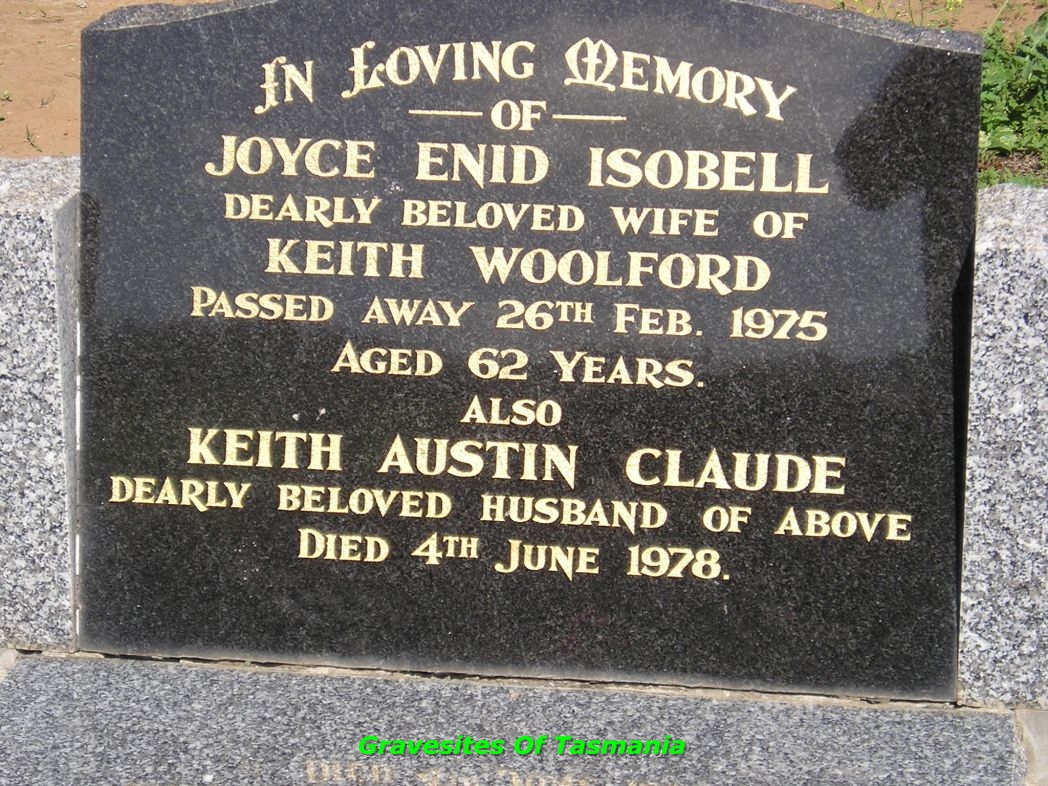 In Loving Memory
OF
JOYCE ENID ISOBELL
DEARLY BELOVED WIFE OF
KEITH WOOLFORD
PASSED AWAY 26TH FEB. 1975
AGED 62 YEARS.
ALSO
KEITH AUSTIN CLAUDE
DEARLY BELOVED HUSBAND OF ABOVE
DIED 4TH JUNE 1978.
Gravesites Of Tasmania